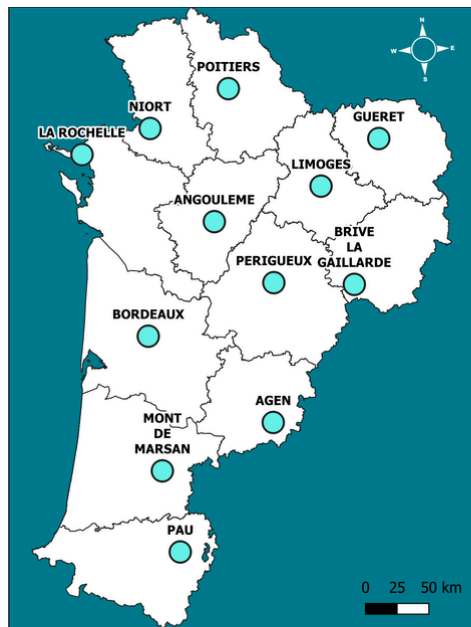 N
W E
S
POITIERS
NIORT
GUERET
LA ROCHELLE
LIMOGES
ANGOULEME
BRIVE
LA
GAILLARDE
PERIGUEUX
BORDEAUX
AGEN
MONT
DE
MARSAN
PAU
0 25 50 km